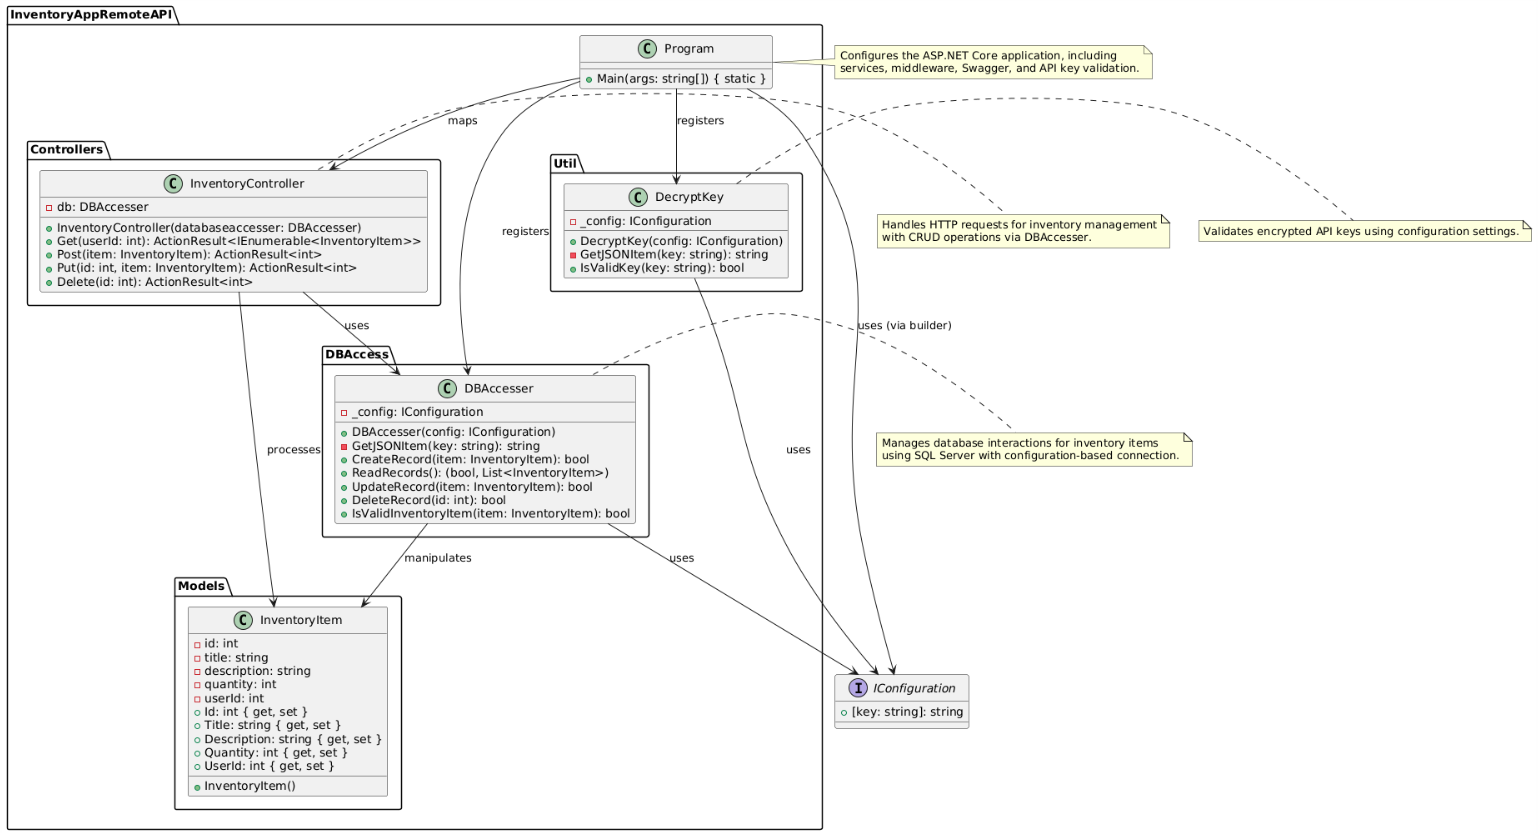 InventoryAppRemoteAPI
C Program
Main(args: string[]) { static }
Configures the ASP.NET Core application, including
services, middleware, Swagger, and API key validation.
maps
registers
Controllers
C InventoryController
db: DBAccesser
InventoryController(databaseaccesser: DBAccesser)
Get(userId: int): ActionResult<IEnumerable<InventoryItem>>
Post(item: InventoryItem): ActionResult<int>
Put(id: int, item: InventoryItem): ActionResult<int>
Delete(id: int): ActionResult<int>
registers
Util
C DecryptKey
_config: IConfiguration
DecryptKey(config: IConfiguration)
GetJSONItem(key: string): string
IsValidKey(key: string): bool
Handles HTTP requests for inventory management
with CRUD operations via DBAccesser.
Validates encrypted API keys using configuration settings.
uses
uses (via builder)
DBAccess
C DBAccesser
_config: IConfiguration
DBAccesser(config: IConfiguration)
GetJSONItem(key: string): string
CreateRecord(item: InventoryItem): bool
ReadRecords(): (bool, List<InventoryItem>)
UpdateRecord(item: InventoryItem): bool
DeleteRecord(id: int): bool
IsValidInventoryItem(item: InventoryItem): bool
processes
uses
Manages database interactions for inventory items
using SQL Server with configuration-based connection.
manipulates
uses
Models
C InventoryItem
id: int
title: string
description: string
quantity: int
userId: int
Id: int { get, set }
Title: string { get, set }
Description: string { get, set }
Quantity: int { get, set }
UserId: int { get, set }
InventoryItem()
I IConfiguration
[key: string]: string